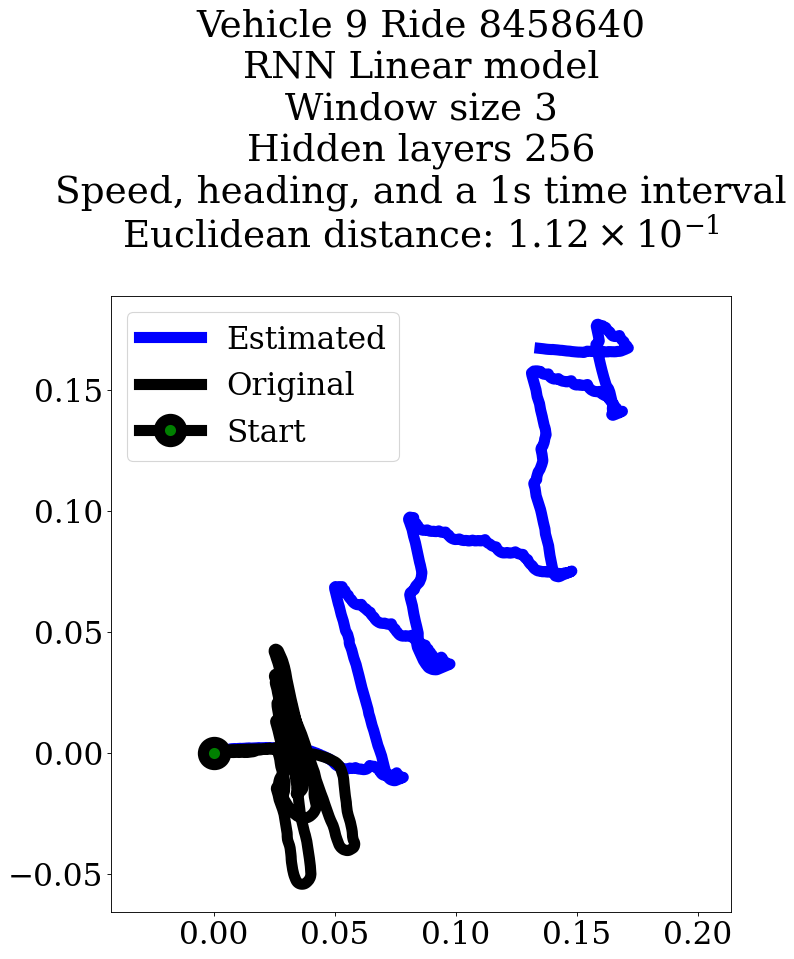 Vehicle 9 Ride 8458640
RNN Linear model
Window size 3
Hidden layers 256
Speed, heading, and a 1s time interval
Euclidean distance: 1.12 × 10⁻¹
Estimated
Original
Start
0.15
0.10
0.05
0.00
−0.05
0.00 0.05 0.10 0.15 0.20